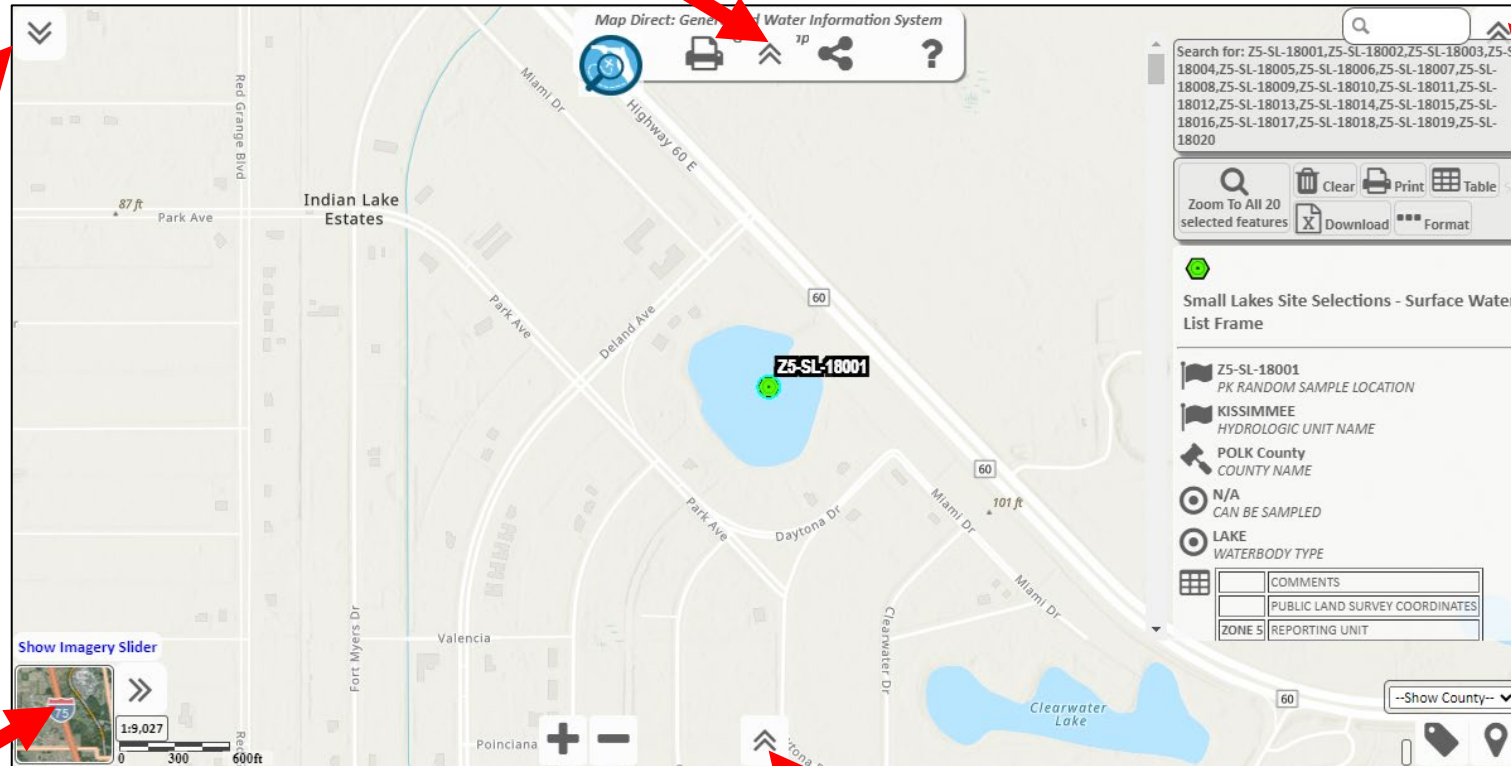 Map Direct: Gener d Water Information System
Search for: Z5-SL-18001,Z5-SL-18002,Z5-SL-18003,Z5-S
18004,Z5-SL-18005,Z5-SL-18006,Z5-SL-18007,Z5-SL-
18008,Z5-SL-18009,Z5-SL-18010,Z5-SL-18011,Z5-SL-
18012,Z5-SL-18013,Z5-SL-18014,Z5-SL-18015,Z5-SL-
18016,Z5-SL-18017,Z5-SL-18018,Z5-SL-18019,Z5-SL-
18020
Zoom To All 20
selected features
Clear
Print
Table
X
Download
Format
Small Lakes Site Selections - Surface Water
List Frame
Z5-SL-18001
PK RANDOM SAMPLE LOCATION
KISSIMMEE
HYDROLOGIC UNIT NAME
POLK County
COUNTY NAME
N/A
CAN BE SAMPLED
LAKE
WATERBODY TYPE
COMMENTS
PUBLIC LAND SURVEY COORDINATES
ZONE 5 REPORTING UNIT
--Show County--
Red Grange Blvd
Miami Dr
Highway 60 E
87 ft
Park Ave
Indian Lake
Estates
60
Park Ave
Deland Ave
Z5-SL-18001
60
101 ft
Park Ave
Daytona Dr
Miami Dr
Miami Dr
Fort Myers Dr
Valencia
Clearwater Dr
Clearwater
Lake
60
Poinciana
Show Imagery Slider
75
1:9,027
0 300 600ft